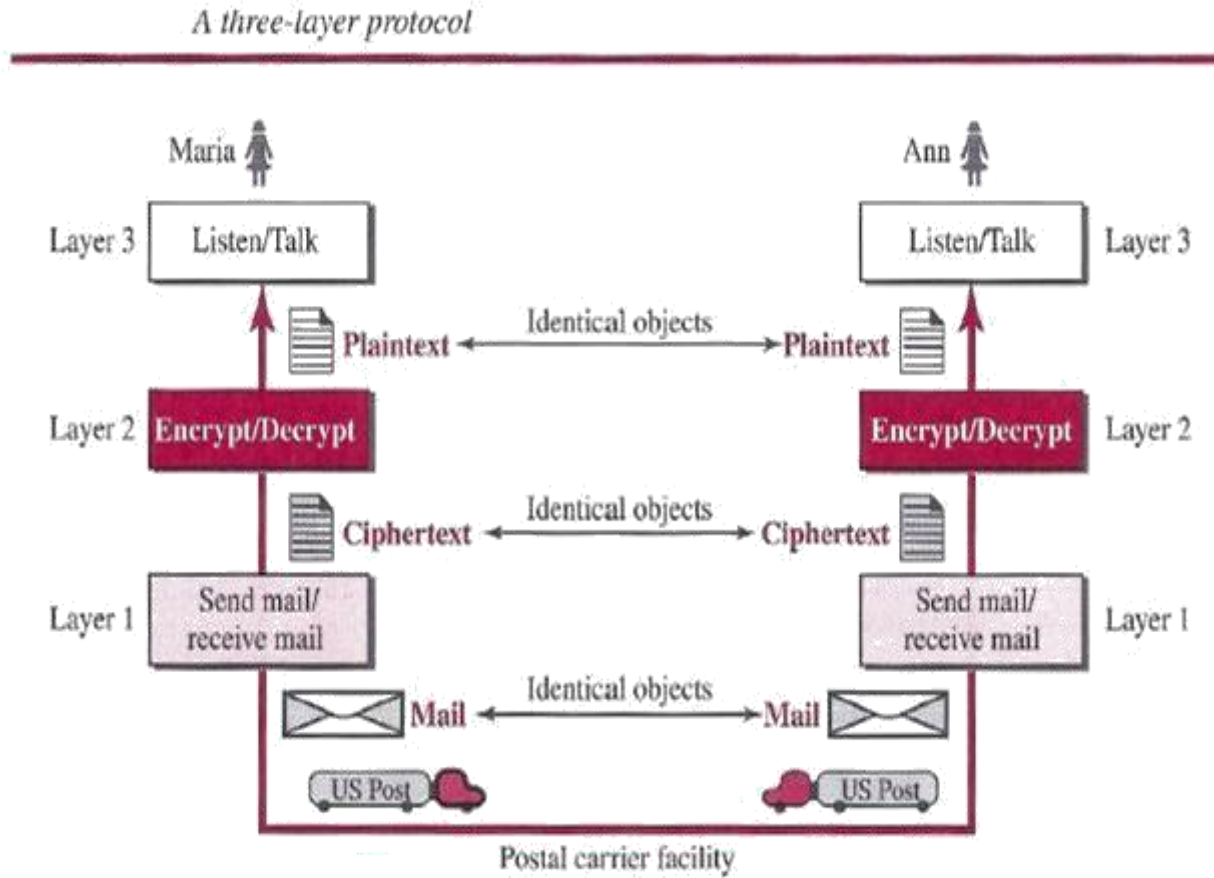 A three-layer protocol
Maria
Ann
Layer 3
Listen/Talk
Listen/Talk
Layer 3
Identical objects
Plaintext
Plaintext
Layer 2
Encrypt/Decrypt
Encrypt/Decrypt
Layer 2
Identical objects
Ciphertext
Ciphertext
Layer 1
Send mail/
receive mail
Send mail/
receive mail
Layer 1
Identical objects
Mail
Mail
US Post
US Post
Postal carrier facility